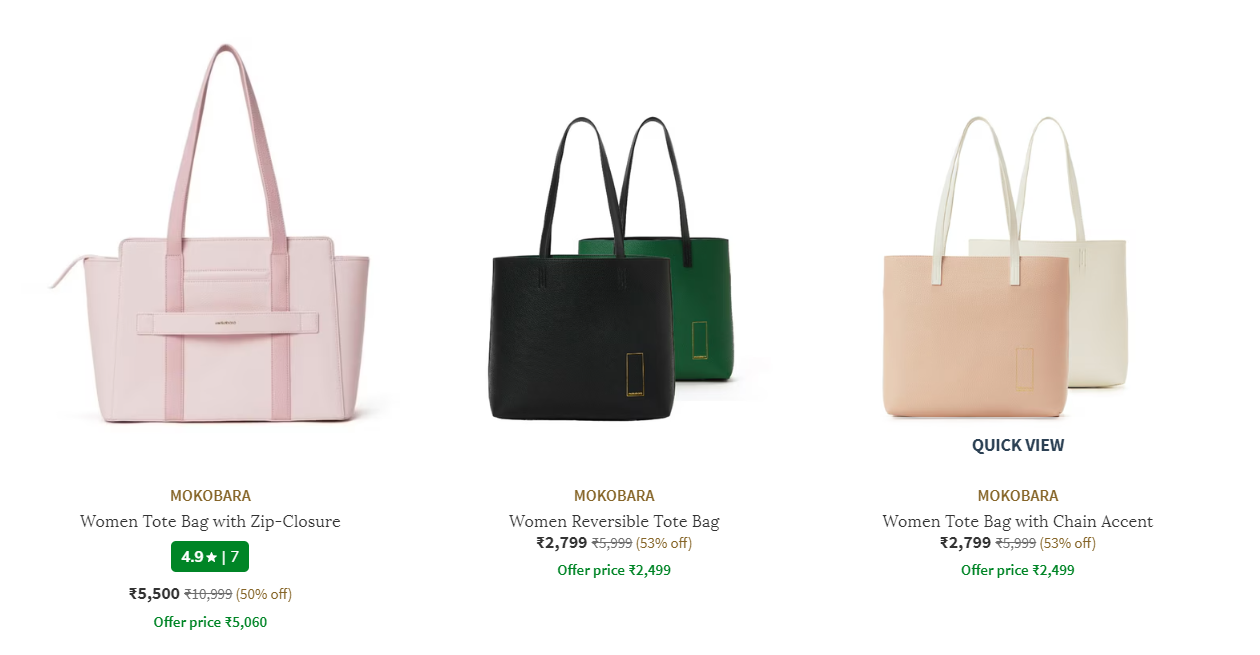 QUICK VIEW
MOKOBARA
Women Tote Bag with Zip-Closure
4.9★ | 7
₹5,500 ₹10,999 (50% off)
Offer price ₹5,060
MOKOBARA
Women Reversible Tote Bag
₹2,799 ₹5,999 (53% off)
Offer price ₹2,499
MOKOBARA
Women Tote Bag with Chain Accent
₹2,799 ₹5,999 (53% off)
Offer price ₹2,499